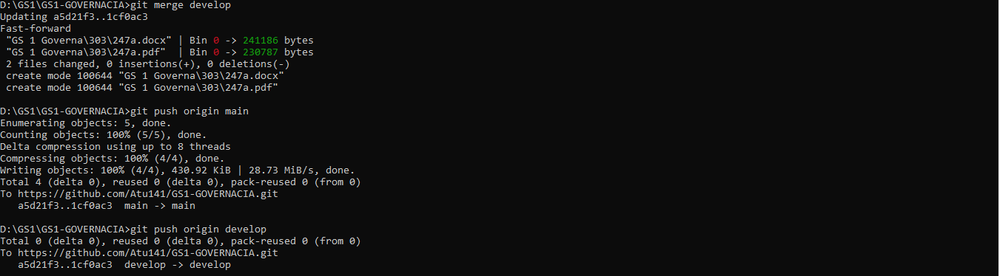 D:\GS1\GS1-GOVERNACIA>git merge develop
Updating a5d21f3..1cf0ac3
Fast-forward
 "GS 1 Governa\303\247a.docx" | Bin 0 -> 241186 bytes
 "GS 1 Governa\303\247a.pdf"  | Bin 0 -> 230787 bytes
 2 files changed, 0 insertions(+), 0 deletions(-)
 create mode 100644 "GS 1 Governa\303\247a.docx"
 create mode 100644 "GS 1 Governa\303\247a.pdf"
D:\GS1\GS1-GOVERNACIA>git push origin main
Enumerating objects: 5, done.
Counting objects: 100% (5/5), done.
Delta compression using up to 8 threads
Compressing objects: 100% (4/4), done.
Writing objects: 100% (4/4), 430.92 KiB | 28.73 MiB/s, done.
Total 4 (delta 0), reused 0 (delta 0), pack-reused 0 (from 0)
To https://github.com/Atu141/GS1-GOVERNACIA.git
   a5d21f3..1cf0ac3  main -> main
D:\GS1\GS1-GOVERNACIA>git push origin develop
Total 0 (delta 0), reused 0 (delta 0), pack-reused 0 (from 0)
To https://github.com/Atu141/GS1-GOVERNACIA.git
   a5d21f3..1cf0ac3  develop -> develop